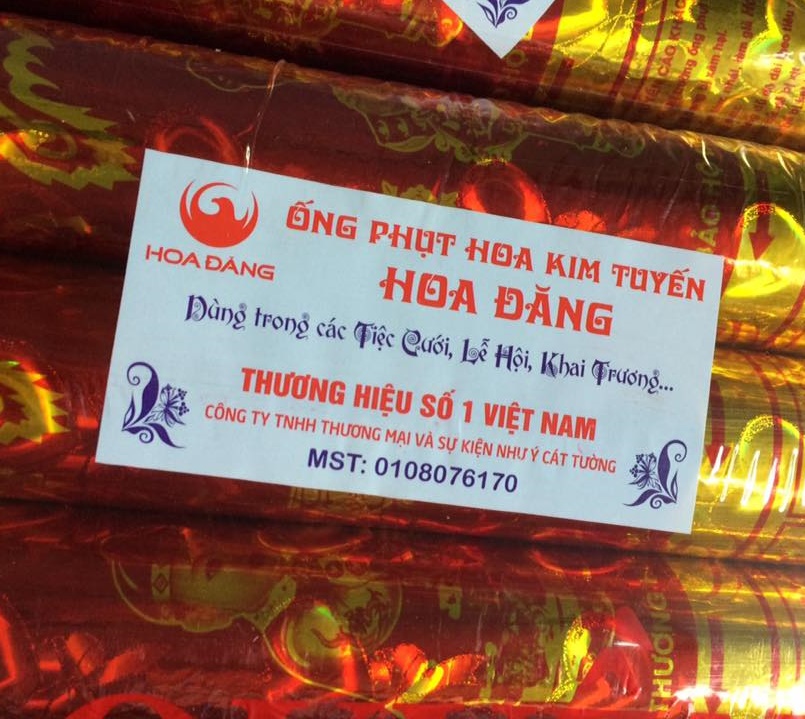 HOA ĐĂNG
ỐNG PHỤT HOA KIM TUYẾN
HOA ĐĂNG
Dùng trong các Tiệc Cưới, Lễ Hội, Khai Trương...
THƯƠNG HIỆU SỐ 1 VIỆT NAM
CÔNG TY TNHH THƯƠNG MẠI VÀ SỰ KIỆN NHƯ Ý CÁT TƯỜNG
MST: 0108076170
THƯƠNG